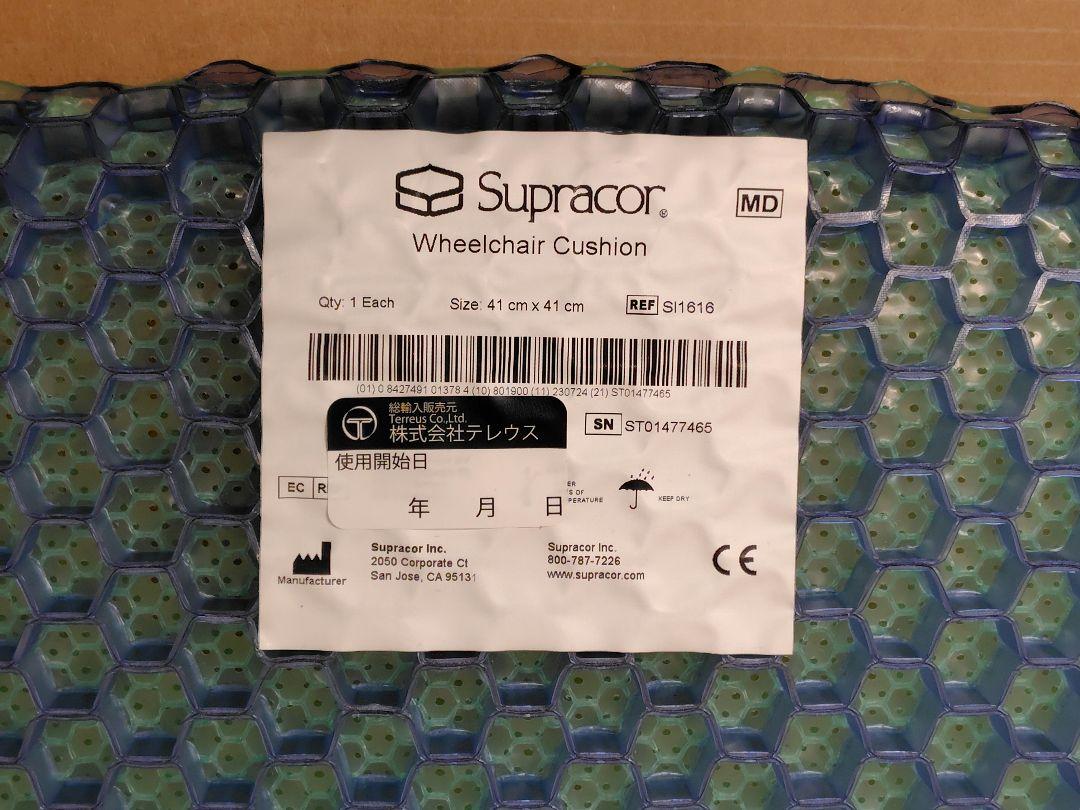 Supracor®
MD
Wheelchair Cushion
Qty: 1 Each Size: 41 cm x 41 cm REF SI1616
(01) 0 8427491 01378 4 (10) 801900 (11) 230724 (21) ST01477465
総輸入販売元
Terreus Co.,Ltd.
株式会社テレウス
SN ST01477465
使用開始日
年 月 日
EC R
KEEP DRY
Manufacturer
Supracor Inc.
2050 Corporate Ct
San Jose, CA 95131
Supracor Inc.
800-787-7226
www.supracor.com
CE